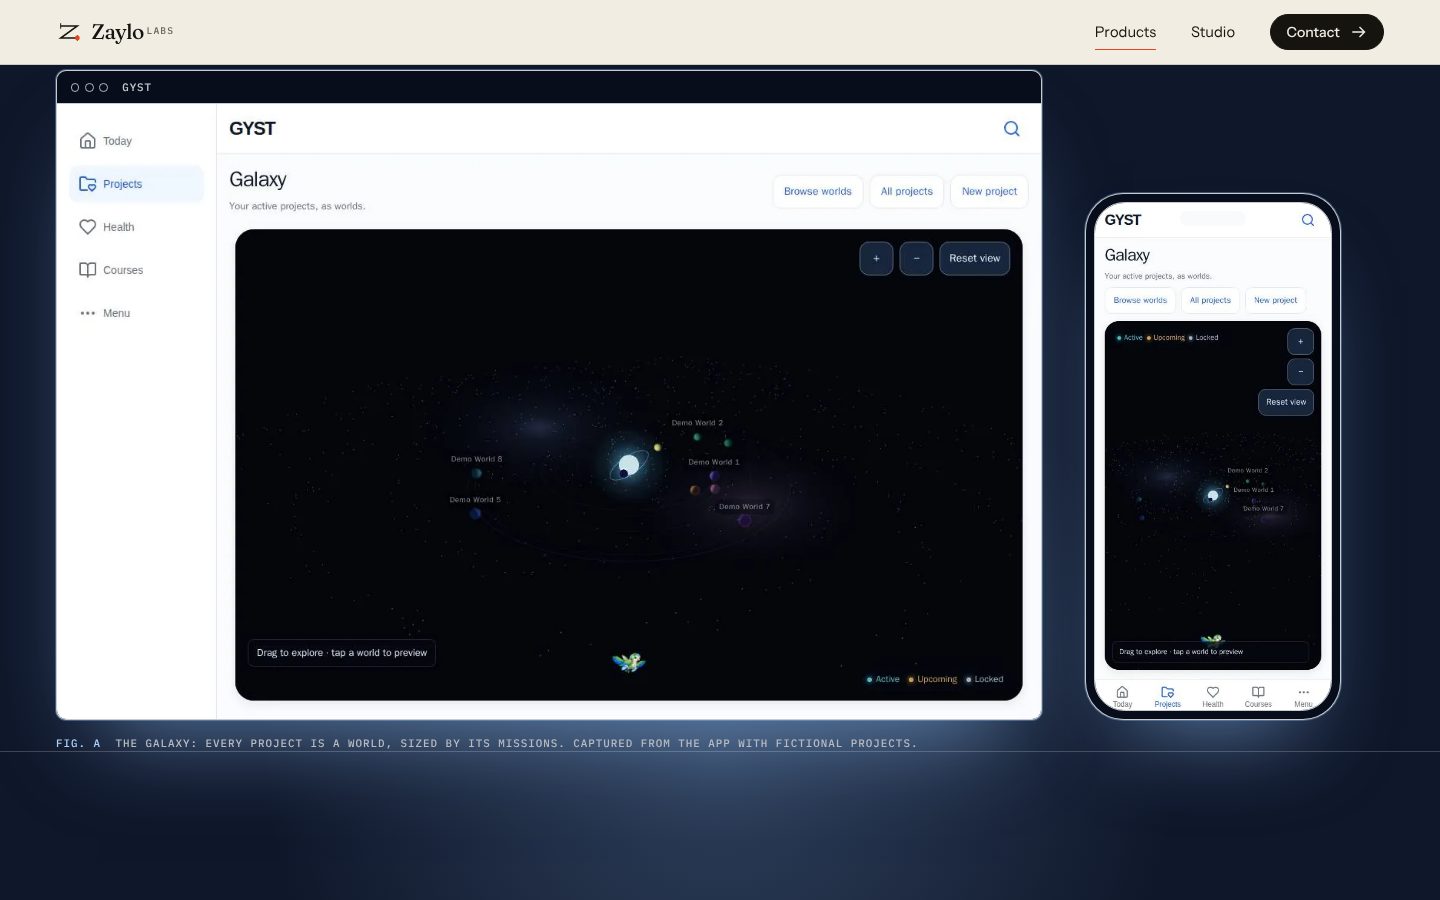 Zaylo LABS
Products
Studio
Contact →
GYST
Today
Projects
Health
Courses
Menu
GYST
Galaxy
Your active projects, as worlds.
Browse worlds
All projects
New project
+
−
Reset view
Demo World 2
Demo World 8
Demo World 1
Demo World 5
Demo World 7
Drag to explore · tap a world to preview
Active
Upcoming
Locked
GYST
Galaxy
Your active projects, as worlds.
Browse worlds
All projects
New project
Active
Upcoming
Locked
+
−
Reset view
Demo World 2
Demo World 1
Demo World 7
Drag to explore · tap a world to preview
Today
Projects
Health
Courses
Menu
FIG. A THE GALAXY: EVERY PROJECT IS A WORLD, SIZED BY ITS MISSIONS. CAPTURED FROM THE APP WITH FICTIONAL PROJECTS.